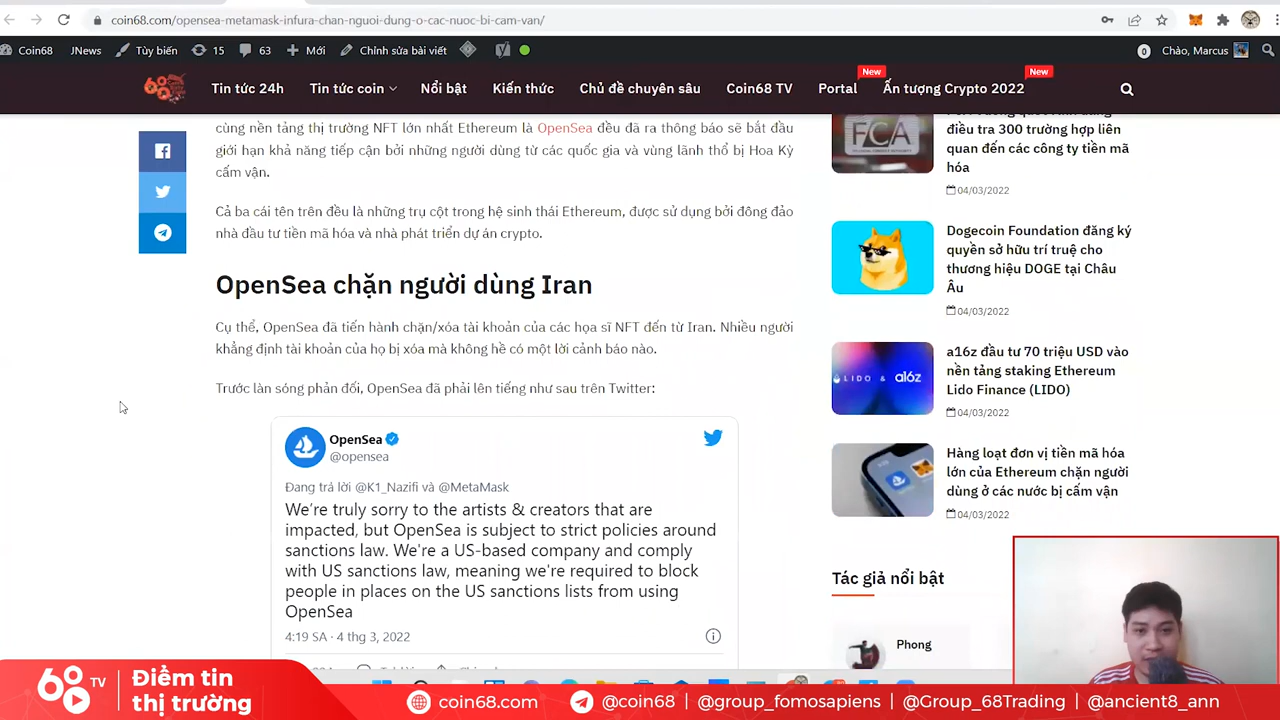 coin68.com/opensea-metamask-infura-chan-nguoi-dung-o-cac-nuoc-bi-cam-van/
Coin68 JNews Tùy biến 15 63 Mới Chỉnh sửa bài viết 0 Chào, Marcus
New New
Tin tức 24h Tin tức coin Nổi bật Kiến thức Chủ đề chuyên sâu Coin68 TV Portal Ấn tượng Crypto 2022
cùng nền tảng thị trường NFT lớn nhất Ethereum là OpenSea đều đã ra thông báo sẽ bắt đầu
giới hạn khả năng tiếp cận bởi những người dùng từ các quốc gia và vùng lãnh thổ bị Hoa Kỳ
cấm vận.
Cả ba cái tên trên đều là những trụ cột trong hệ sinh thái Ethereum, được sử dụng bởi đông đảo
nhà đầu tư tiền mã hóa và nhà phát triển dự án crypto.
OpenSea chặn người dùng Iran
Cụ thể, OpenSea đã tiến hành chặn/xóa tài khoản của các họa sĩ NFT đến từ Iran. Nhiều người
khẳng định tài khoản của họ bị xóa mà không hề có một lời cảnh báo nào.
Trước làn sóng phản đối, OpenSea đã phải lên tiếng như sau trên Twitter:
OpenSea
@opensea
Đang trả lời @K1_Nazifi và @MetaMask
We're truly sorry to the artists & creators that are
impacted, but OpenSea is subject to strict policies around
sanctions law. We're a US-based company and comply
with US sanctions law, meaning we're required to block
people in places on the US sanctions lists from using
OpenSea
4:19 SA · 4 thg 3, 2022
FCA
điều tra 300 trường hợp liên
quan đến các công ty tiền mã
hóa
04/03/2022
Dogecoin Foundation đăng ký
quyền sở hữu trí truệ cho
thương hiệu DOGE tại Châu
Âu
04/03/2022
LIDO & a16z
a16z đầu tư 70 triệu USD vào
nền tảng staking Ethereum
Lido Finance (LIDO)
04/03/2022
Hàng loạt đơn vị tiền mã hóa
lớn của Ethereum chặn người
dùng ở các nước bị cấm vận
04/03/2022
Tác giả nổi bật
Phong
68 TV
Điểm tin
thị trường
coin68.com @coin68 | @group_fomosapiens | @Group_68Trading | @ancient8_ann